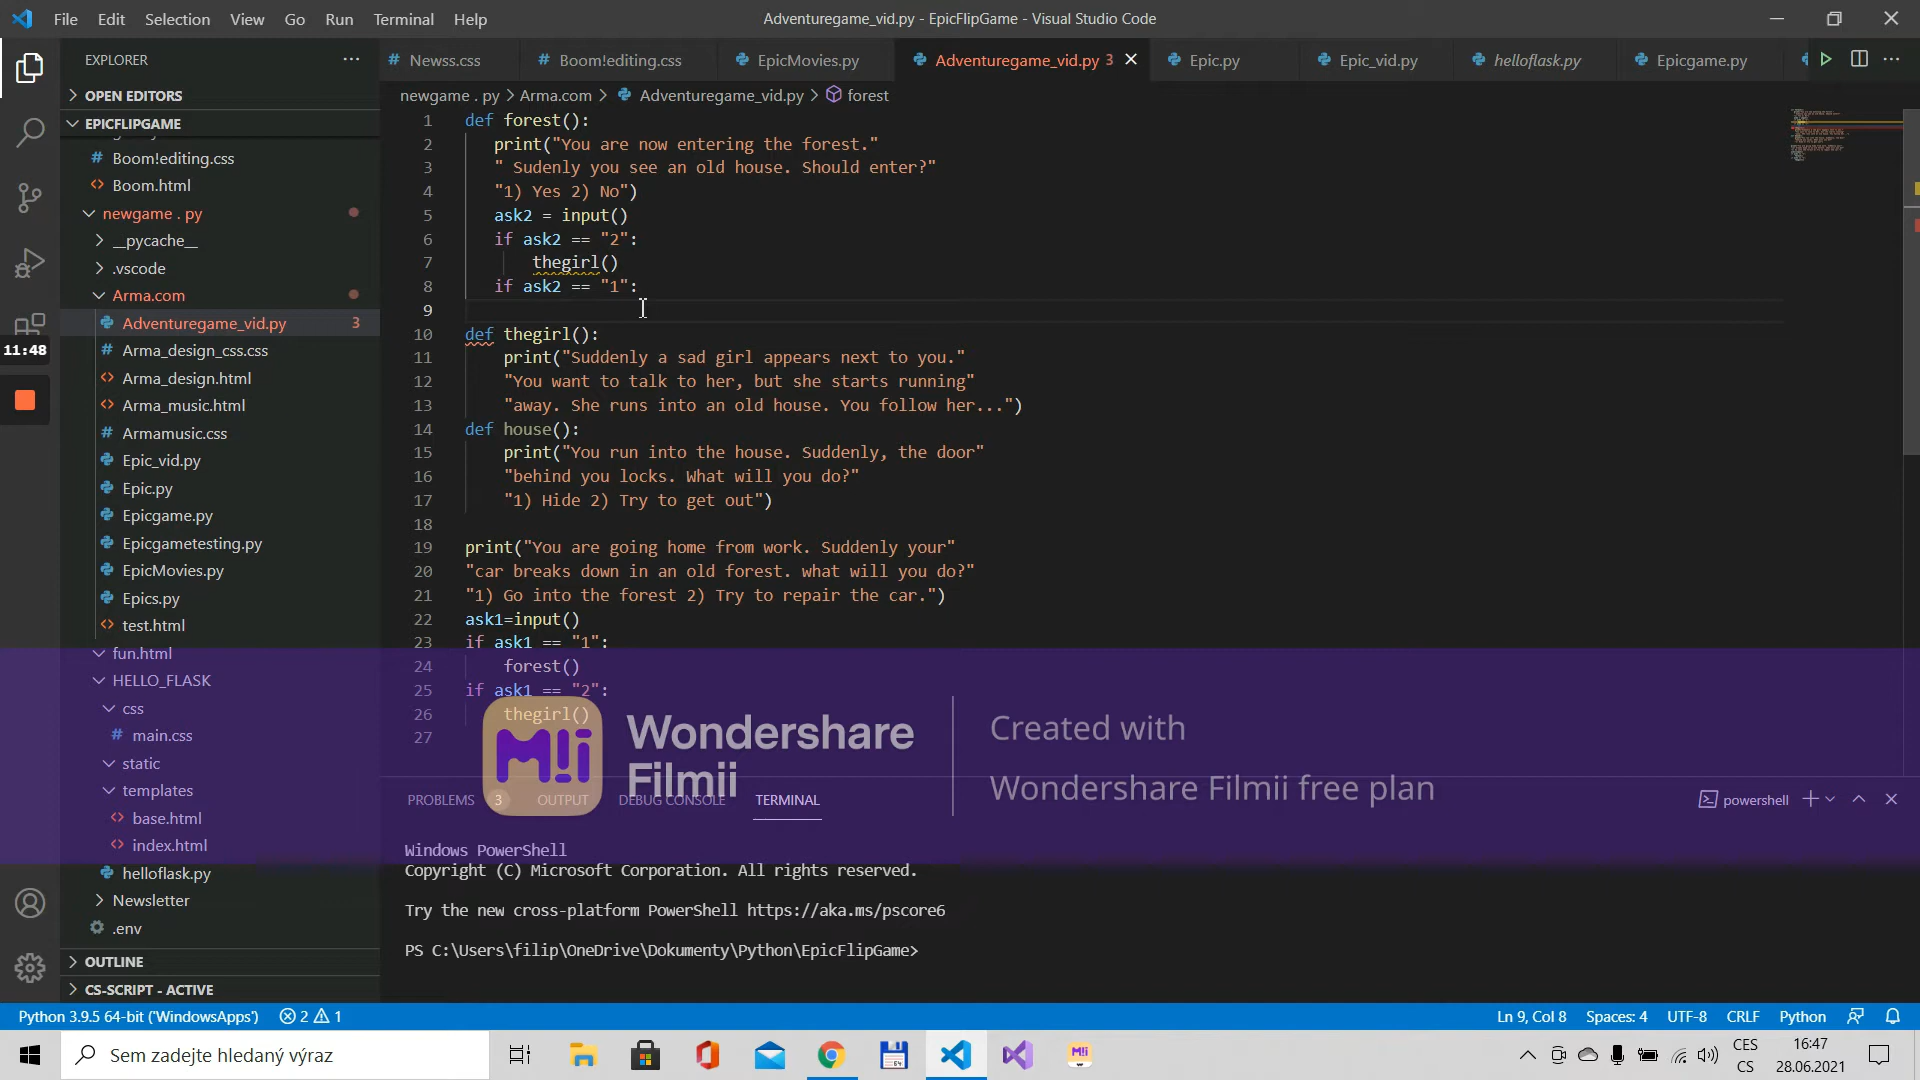 File Edit Selection View Go Run Terminal Help
Adventuregame_vid.py - EpicFlipGame - Visual Studio Code
EXPLORER
Newss.css Boom!editing.css EpicMovies.py Adventuregame_vid.py 3 Epic.py Epic_vid.py helloflask.py Epicgame.py
OPEN EDITORS
newgame . py > Arma.com > Adventuregame_vid.py > forest
EPICFLIPGAME
Boom!editing.css
Boom.html
newgame . py
__pycache__
.vscode
Arma.com
Adventuregame_vid.py 3
11:48
Arma_design_css.css
Arma_design.html
Arma_music.html
Armamusic.css
Epic_vid.py
Epic.py
Epicgame.py
Epicgametesting.py
EpicMovies.py
Epics.py
test.html
fun.html
HELLO_FLASK
css
main.css
static
templates
base.html
index.html
helloflask.py
Newsletter
.env
OUTLINE
CS-SCRIPT - ACTIVE
1 def forest():
2 print("You are now entering the forest."
3 " Sudenly you see an old house. Should enter?"
4 "1) Yes 2) No")
5 ask2 = input()
6 if ask2 == "2":
7 thegirl()
8 if ask2 == "1":
9
10 def thegirl():
11 print("Suddenly a sad girl appears next to you."
12 "You want to talk to her, but she starts running"
13 "away. She runs into an old house. You follow her...")
14 def house():
15 print("You run into the house. Suddenly, the door"
16 "behind you locks. What will you do?"
17 "1) Hide 2) Try to get out")
18
19 print("You are going home from work. Suddenly your"
20 "car breaks down in an old forest. what will you do?"
21 "1) Go into the forest 2) Try to repair the car.")
22 ask1=input()
23 if ask1 == "1":
24 forest()
25 if ask1 == "2":
26 thegirl()
27
Wondershare
Filmii
Created with
Wondershare Filmii free plan
PROBLEMS 3 OUTPUT DEBUG CONSOLE TERMINAL
powershell
Windows PowerShell
Copyright (C) Microsoft Corporation. All rights reserved.
Try the new cross-platform PowerShell https://aka.ms/pscore6
PS C:\Users\filip\OneDrive\Dokumenty\Python\EpicFlipGame>
Python 3.9.5 64-bit ('WindowsApps') 2 1
Ln 9, Col 8 Spaces: 4 UTF-8 CRLF Python
Sem zadejte hledaný výraz
CES
CS
16:47
28.06.2021